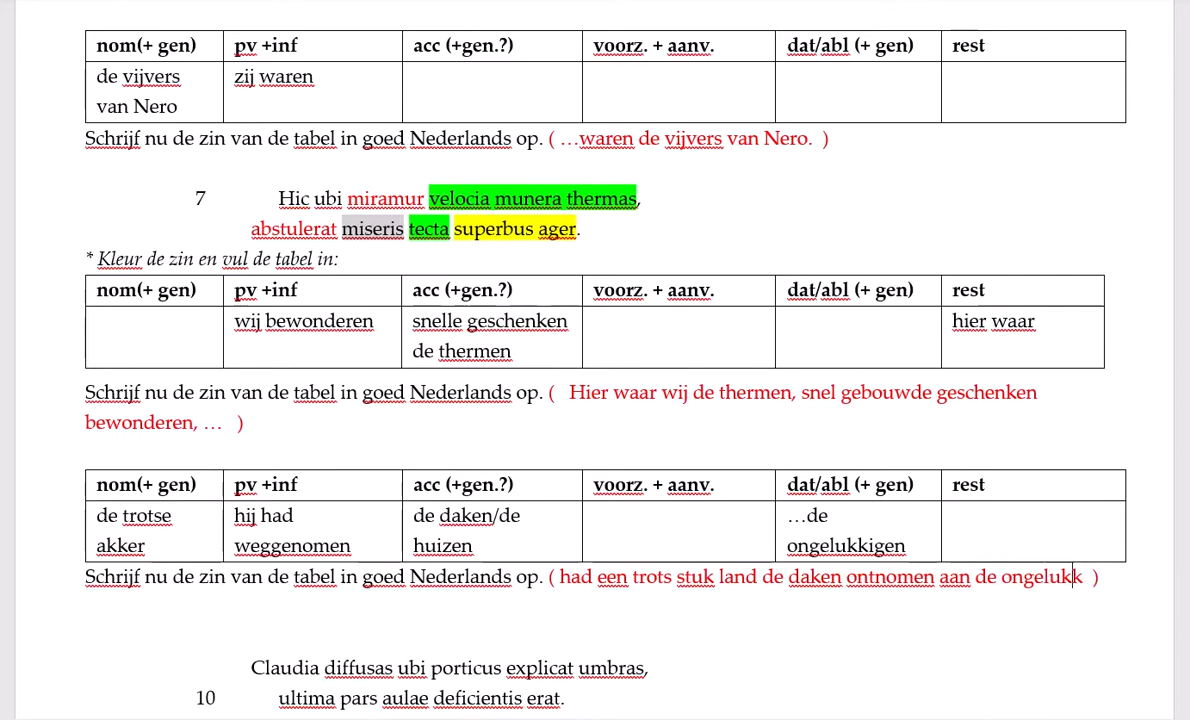 nom(+ gen) pv +inf acc (+gen.?) voorz. + aanv. dat/abl (+ gen) rest
de vijvers zij waren
van Nero
Schrijf nu de zin van de tabel in goed Nederlands op. ( …waren de vijvers van Nero. )
7 Hic ubi miramur velocia munera thermas,
abstulerat miseris tecta superbus ager.
* Kleur de zin en vul de tabel in:
nom(+ gen) pv +inf acc (+gen.?) voorz. + aanv. dat/abl (+ gen) rest
wij bewonderen snelle geschenken hier waar
de thermen
Schrijf nu de zin van de tabel in goed Nederlands op. ( Hier waar wij de thermen, snel gebouwde geschenken
bewonderen, … )
nom(+ gen) pv +inf acc (+gen.?) voorz. + aanv. dat/abl (+ gen) rest
de trotse hij had de daken/de …de
akker weggenomen huizen ongelukkigen
Schrijf nu de zin van de tabel in goed Nederlands op. ( had een trots stuk land de daken ontnomen aan de ongelukk )
Claudia diffusas ubi porticus explicat umbras,
10 ultima pars aulae deficientis erat.